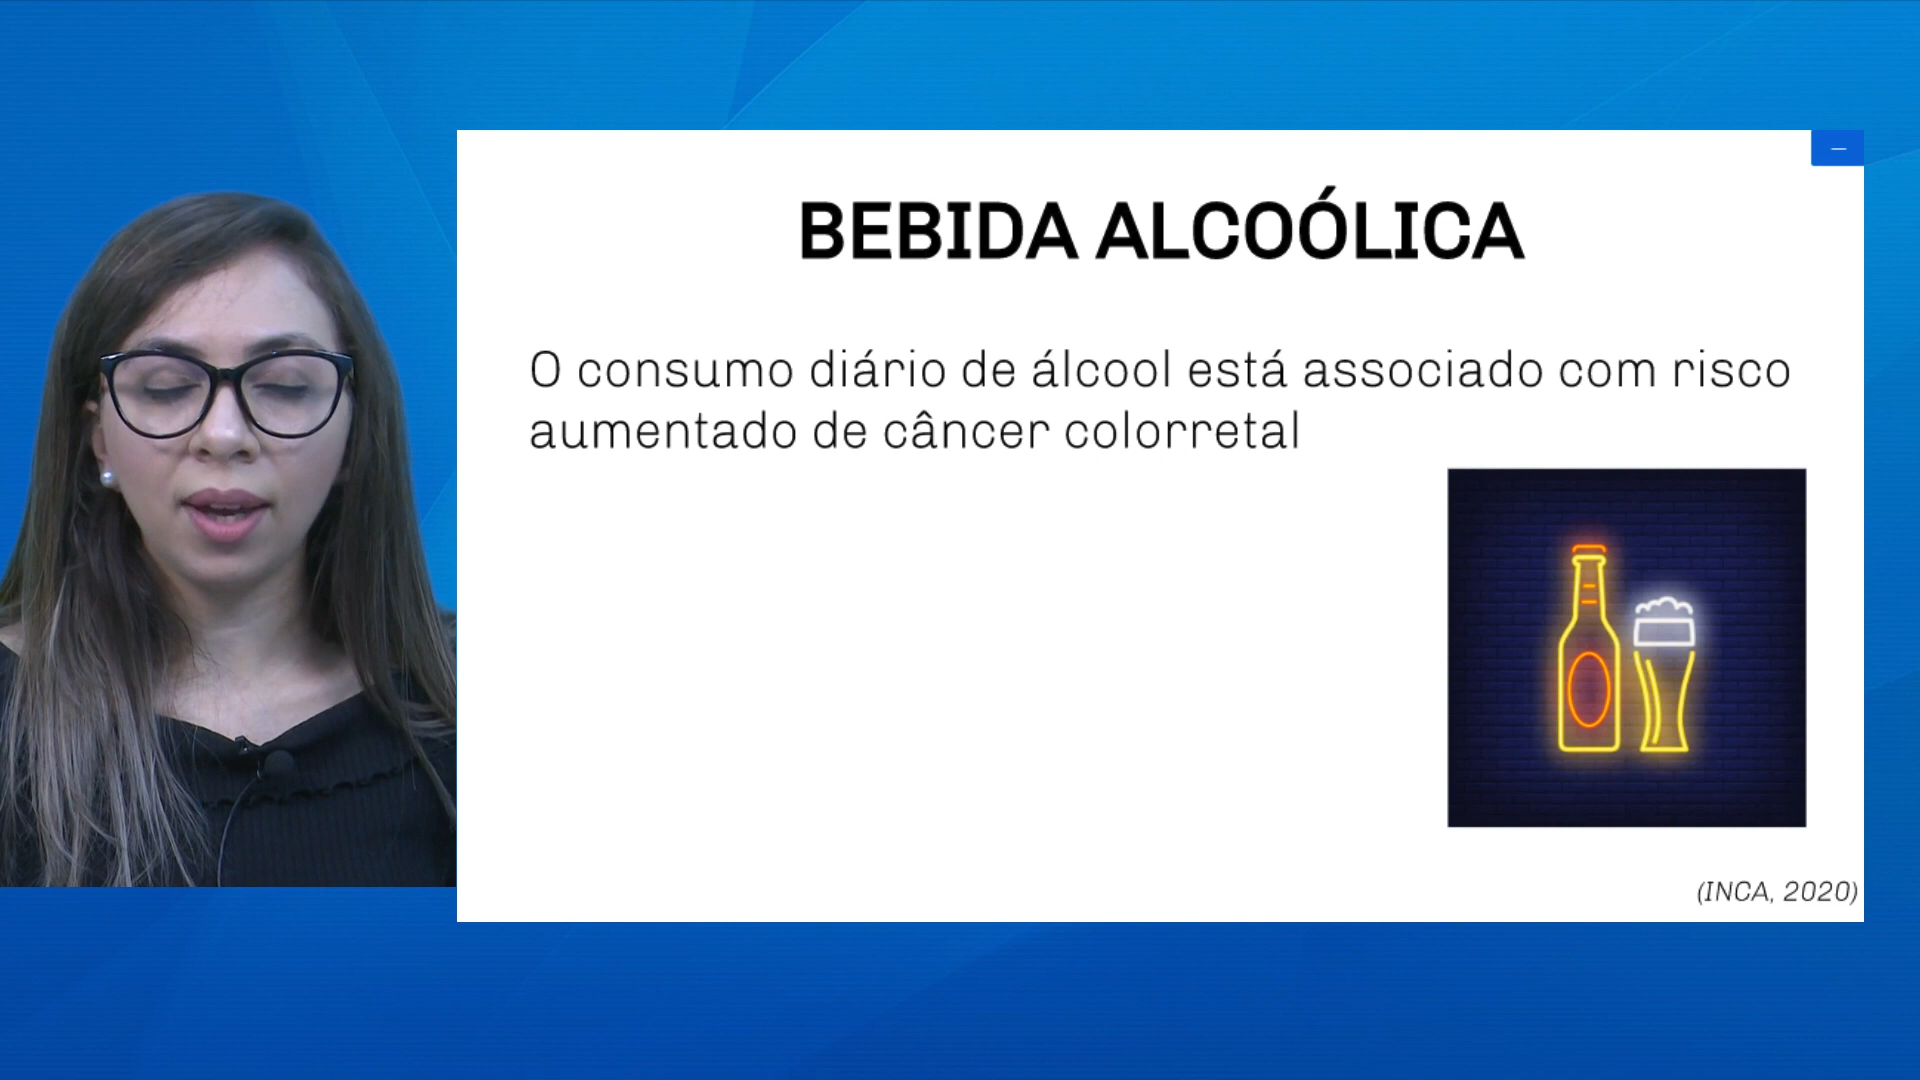 BEBIDA ALCOÓLICA
O consumo diário de álcool está associado com risco
aumentado de câncer colorretal
(INCA, 2020)